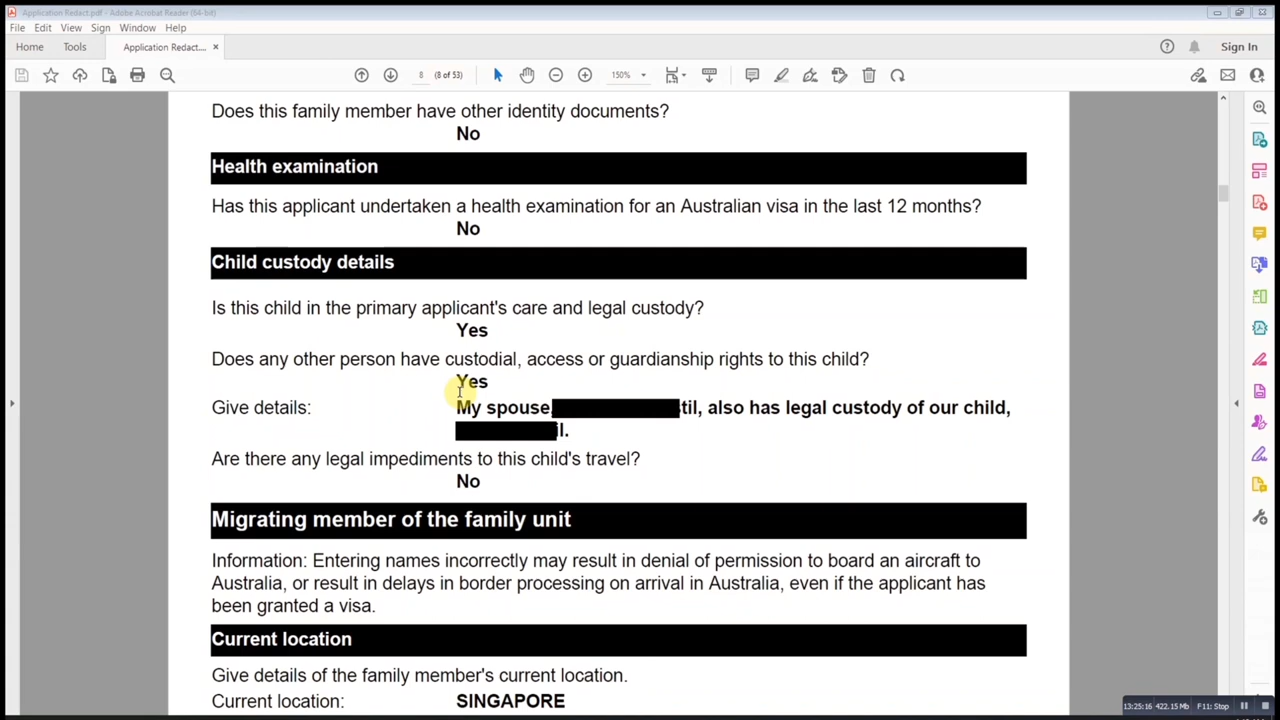 Application Redact.pdf - Adobe Acrobat Reader (64-bit)
File Edit View Sign Window Help
Home Tools Application Redact.... × Sign In
8 (8 of 53) 150%
Does this family member have other identity documents?
No
Health examination
Has this applicant undertaken a health examination for an Australian visa in the last 12 months?
No
Child custody details
Is this child in the primary applicant's care and legal custody?
Yes
Does any other person have custodial, access or guardianship rights to this child?
Yes
Give details: My spouse, til, also has legal custody of our child,
il.
Are there any legal impediments to this child's travel?
No
Migrating member of the family unit
Information: Entering names incorrectly may result in denial of permission to board an aircraft to
Australia, or result in delays in border processing on arrival in Australia, even if the applicant has
been granted a visa.
Current location
Give details of the family member's current location.
Current location: SINGAPORE
13:25:16 422.15 Mb F11: Stop